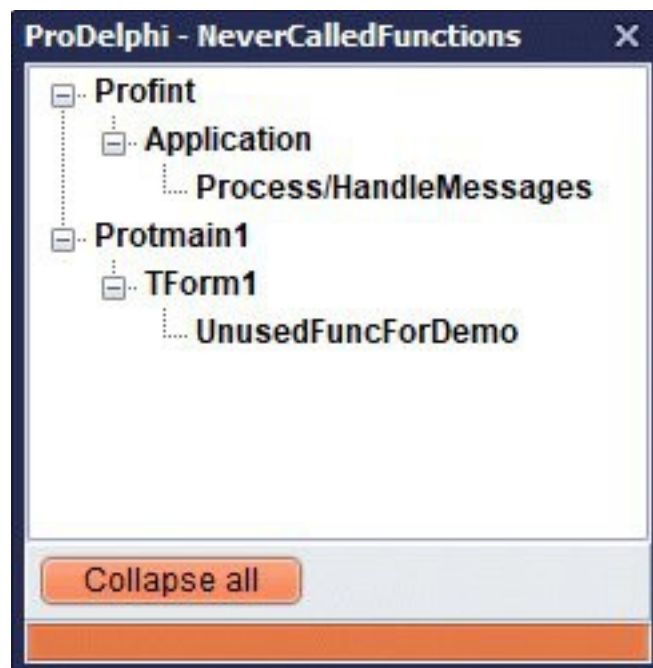 ProDelphi - NeverCalledFunctions
Profint
Application
Process/HandleMessages
Protmain1
TForm1
UnusedFuncForDemo
Collapse all